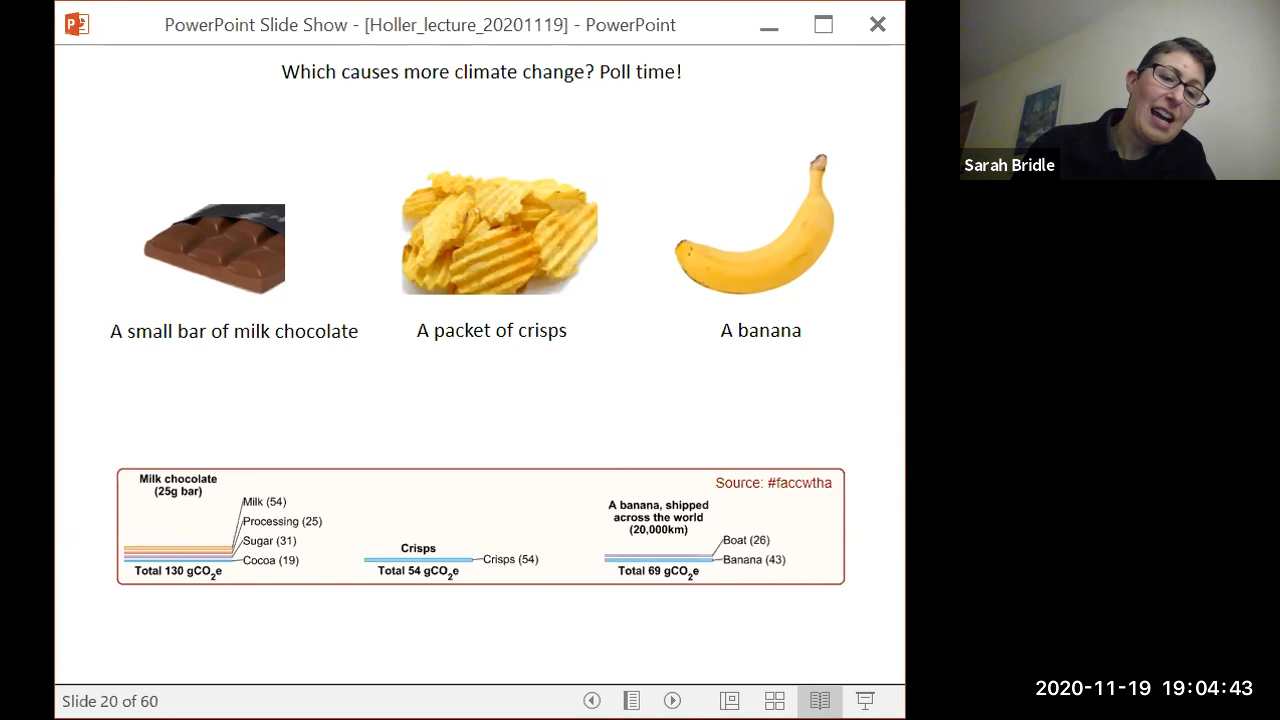 PowerPoint Slide Show - [Holler_lecture_20201119] - PowerPoint
Which causes more climate change? Poll time!
Sarah Bridle
A small bar of milk chocolate
A packet of crisps
A banana
Milk chocolate
(25g bar)
Milk (54)
Processing (25)
Sugar (31)
Cocoa (19)
Total 130 gCO₂e
Crisps
Crisps (54)
Total 54 gCO₂e
Source: #faccwtha
A banana, shipped
across the world
(20,000km)
Boat (26)
Banana (43)
Total 69 gCO₂e
Slide 20 of 60
2020-11-19 19:04:43